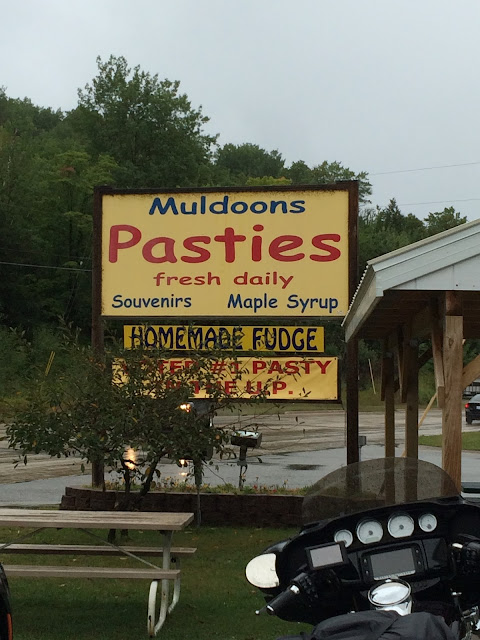 Muldoons
Pasties
fresh daily
Souvenirs Maple Syrup
HOMEMADE FUDGE
#1 PASTY
THE U.P.